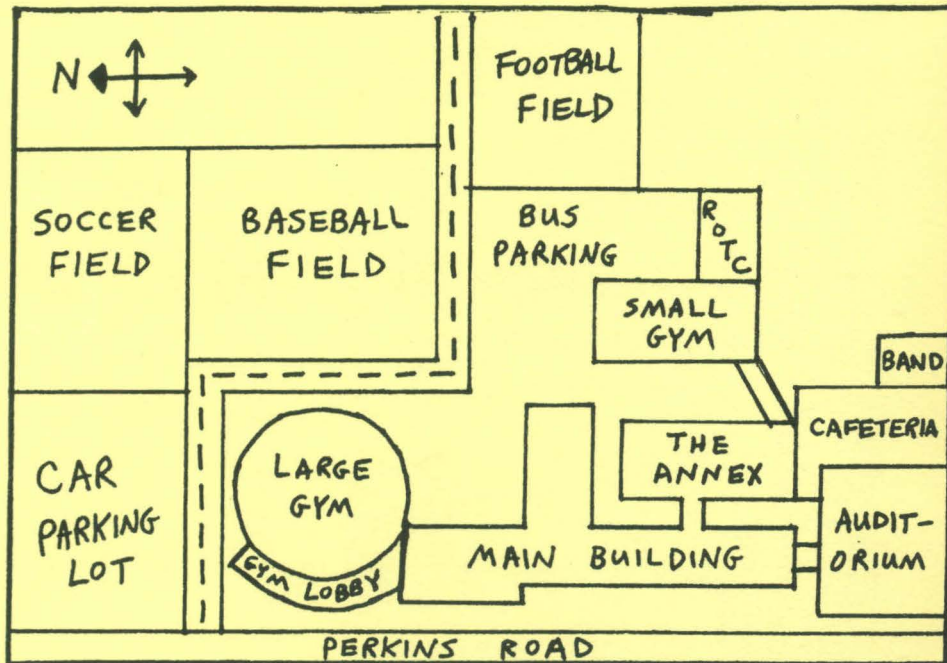 N
FOOTBALL
FIELD
SOCCER
FIELD
BASEBALL
FIELD
BUS
PARKING
ROTC
SMALL
GYM
BAND
CAFETERIA
THE
ANNEX
LARGE
GYM
GYM LOBBY
CAR
PARKING
LOT
MAIN BUILDING
AUDIT-
ORIUM
PERKINS ROAD